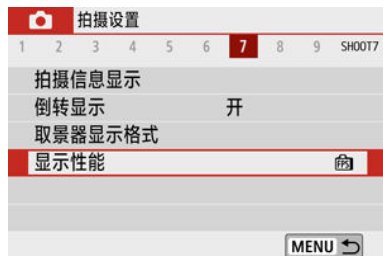 拍摄设置
1 2 3 4 5 6 7 8 9 SHOOT7
拍摄信息显示
倒转显示 开
取景器显示格式
显示性能 FPS
MENU